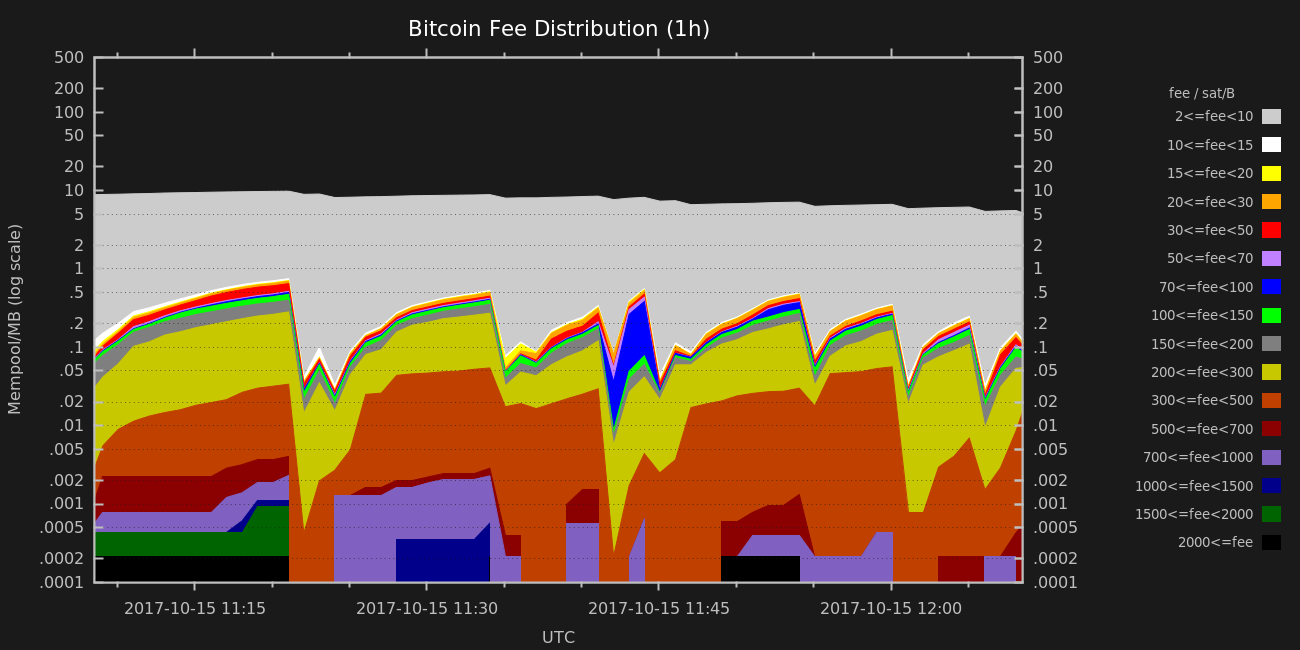 Bitcoin Fee Distribution (1h)
Mempool/MB (log scale)
500
200
100
50
20
10
5
2
1
.5
.2
.1
.05
.02
.01
.005
.002
.001
.0005
.0002
.0001
500
200
100
50
20
10
5
2
1
.5
.2
.1
.05
.02
.01
.005
.002
.001
.0005
.0002
.0001
2017-10-15 11:15
2017-10-15 11:30
2017-10-15 11:45
2017-10-15 12:00
UTC
fee / sat/B
2<=fee<10
10<=fee<15
15<=fee<20
20<=fee<30
30<=fee<50
50<=fee<70
70<=fee<100
100<=fee<150
150<=fee<200
200<=fee<300
300<=fee<500
500<=fee<700
700<=fee<1000
1000<=fee<1500
1500<=fee<2000
2000<=fee